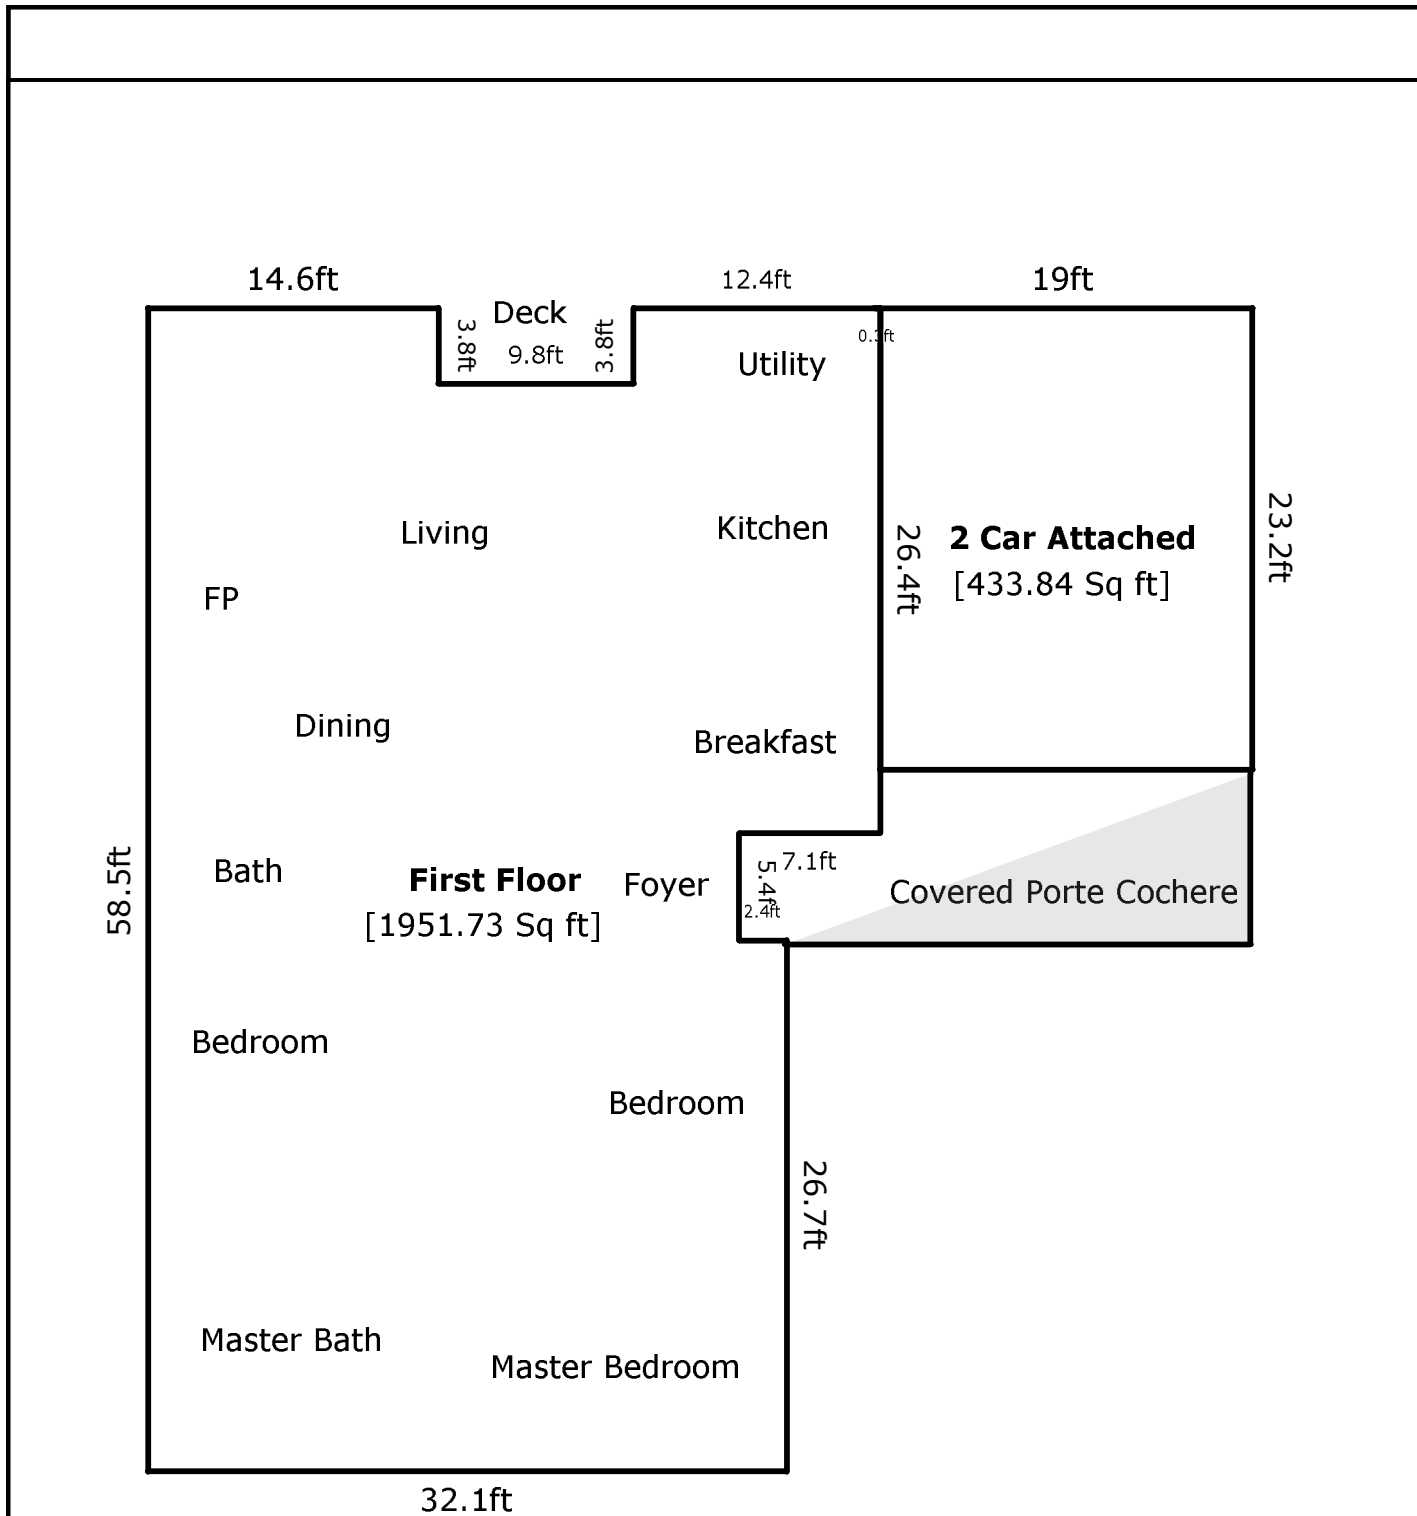 14.6ft
12.4ft
19ft
Deck
3.8ft
9.8ft
3.8ft
0.3ft
Utility
Living
Kitchen
26.4ft
2 Car Attached
[433.84 Sq ft]
23.2ft
FP
Dining
Breakfast
58.5ft
Bath
First Floor
[1951.73 Sq ft]
Foyer
5.4ft
7.1ft
2.4ft
Covered Porte Cochere
Bedroom
Bedroom
26.7ft
Master Bath
Master Bedroom
32.1ft